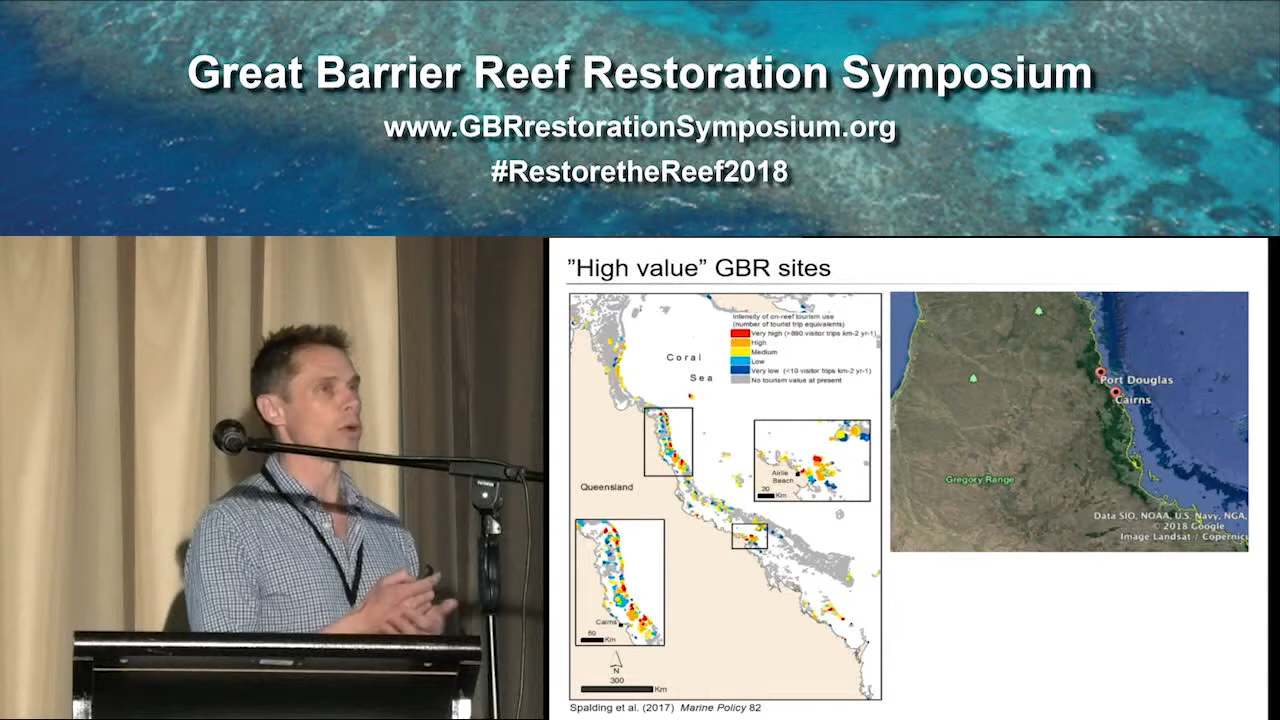 Great Barrier Reef Restoration Symposium
www.GBRrestorationSymposium.org
#RestoretheReef2018
”High value” GBR sites
Intensity of on-reef tourism use
(number of tourist trip equivalents)
Very high (>890 visitor trips km-2 yr-1)
High
Medium
Low
Very low (<10 visitor trips km-2 yr-1)
No tourism value at present
Coral
Sea
Queensland
Airlie
Beach
20
Km
Cairns
50
Km
N
300
Km
Spalding et al. (2017) Marine Policy 82
Port Douglas
Cairns
Gregory Range
Data SIO, NOAA, U.S. Navy, NGA,
© 2018 Google
Image Landsat / Copernicus